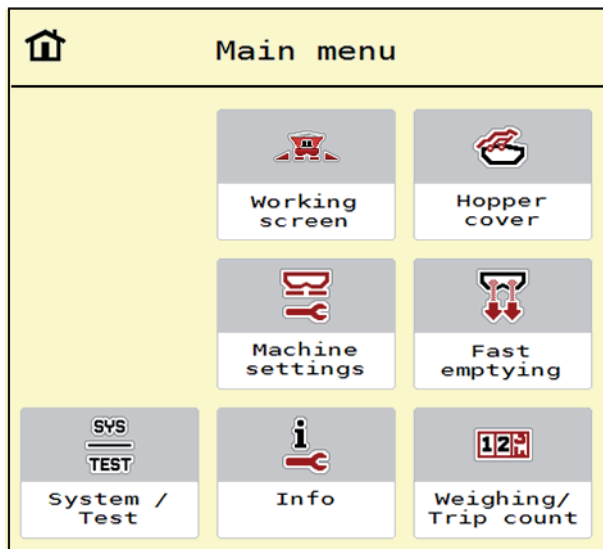 Main menu
Working
screen
Hopper
cover
Machine
settings
Fast
emptying
SYS
TEST
System /
Test
i
Info
12
Weighing/
Trip count